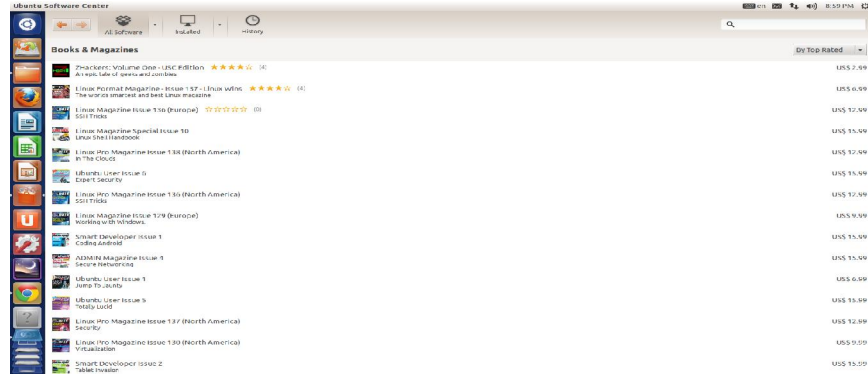 Ubuntu Software Center
en 8:59 PM
All Software Installed History
Books & Magazines By Top Rated
ZHackers: Volume One - USC Edition (4) US$ 2.99
An epic tale of geeks and zombies.
Linux Format Magazine - Issue 137 - Linux Wins (4) US$ 6.99
The worlds smartest and best Linux magazine
Linux Magazine Issue 136 (Europe) (0) US$ 12.99
SSH Tricks
Linux Magazine Special Issue 10 US$ 15.99
Linux Shell Handbook
Linux Pro Magazine Issue 138 (North America) US$ 12.99
In The Clouds
Ubuntu User Issue 6 US$ 15.99
Expert Security
Linux Pro Magazine Issue 136 (North America) US$ 12.99
SSH Tricks
Linux Magazine Issue 129 (Europe) US$ 9.99
Working with Windows.
Smart Developer Issue 1 US$ 15.99
Coding Android
ADMIN Magazine Issue 4 US$ 15.99
Secure Networking
Ubuntu User Issue 1 US$ 6.99
Jump To Jaunty
Ubuntu User Issue 5 US$ 15.99
Totally Lucid
Linux Pro Magazine Issue 137 (North America) US$ 12.99
Security
Linux Pro Magazine Issue 130 (North America) US$ 9.99
Virtualization
Smart Developer Issue 2 US$ 15.99
Tablet Invasion